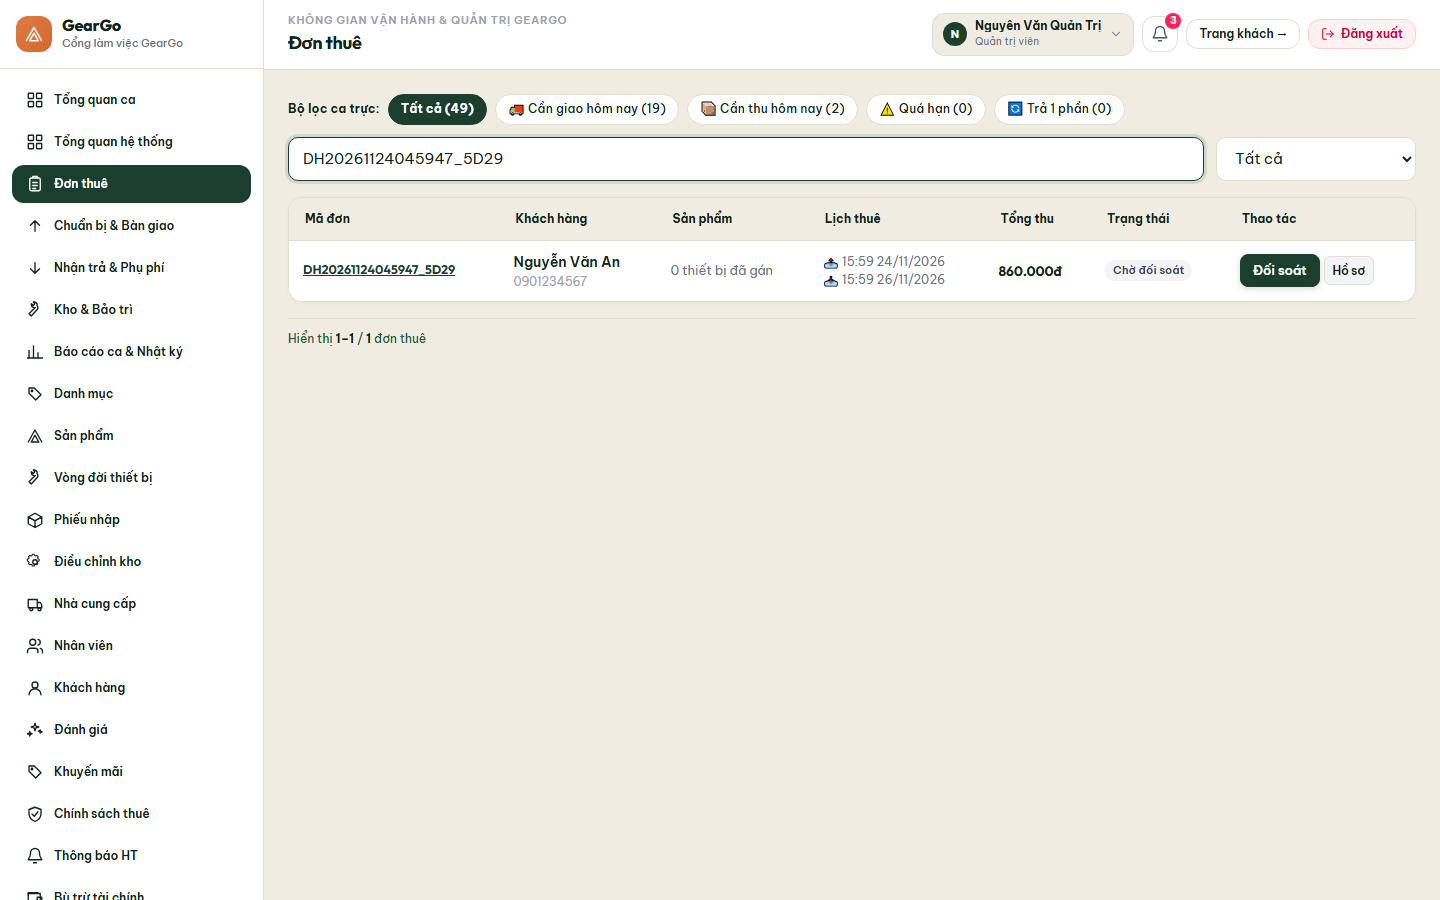 GearGo
Cổng làm việc GearGo
Tổng quan ca
Tổng quan hệ thống
Đơn thuê
Chuẩn bị & Bàn giao
Nhận trả & Phụ phí
Kho & Bảo trì
Báo cáo ca & Nhật ký
Danh mục
Sản phẩm
Vòng đời thiết bị
Phiếu nhập
Điều chỉnh kho
Nhà cung cấp
Nhân viên
Khách hàng
Đánh giá
Khuyến mãi
Chính sách thuê
Thông báo HT
Bù trừ tài chính
KHÔNG GIAN VẬN HÀNH & QUẢN TRỊ GEARGO
Đơn thuê
N
Nguyễn Văn Quản Trị
Quản trị viên
3
Trang khách →
Đăng xuất
Bộ lọc ca trực: Tất cả (49) Cần giao hôm nay (19) Cần thu hôm nay (2) Quá hạn (0) Trả 1 phần (0)
DH20261124045947_5D29
Tất cả
Mã đơn Khách hàng Sản phẩm Lịch thuê Tổng thu Trạng thái Thao tác
DH20261124045947_5D29
Nguyễn Văn An
0901234567
0 thiết bị đã gán
15:59 24/11/2026
15:59 26/11/2026
860.000đ
Chờ đối soát
Đối soát
Hồ sơ
Hiển thị 1–1 / 1 đơn thuê